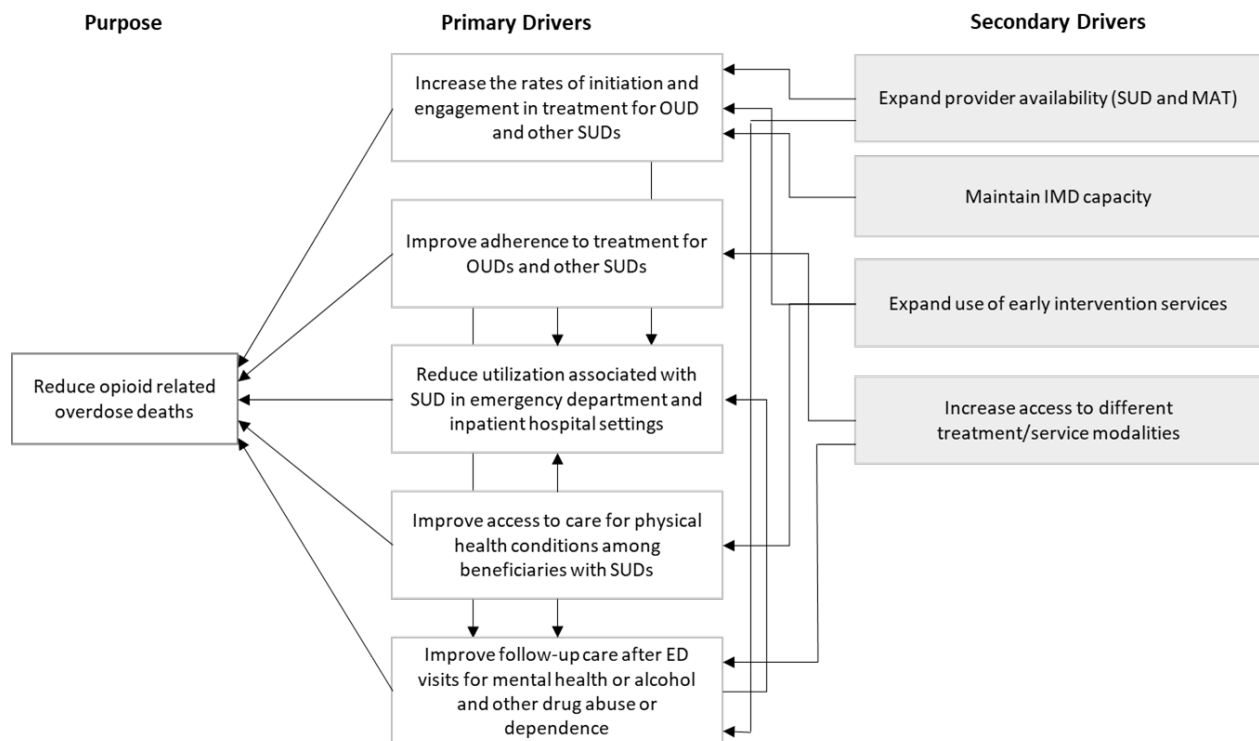 Purpose
Primary Drivers
Secondary Drivers
Increase the rates of initiation and
engagement in treatment for OUD
and other SUDs
Improve adherence to treatment for
OUDs and other SUDs
Reduce opioid related
overdose deaths
Reduce utilization associated with
SUD in emergency department and
inpatient hospital settings
Improve access to care for physical
health conditions among
beneficiaries with SUDs
Improve follow-up care after ED
visits for mental health or alcohol
and other drug abuse or
dependence
Expand provider availability (SUD and MAT)
Maintain IMD capacity
Expand use of early intervention services
Increase access to different
treatment/service modalities